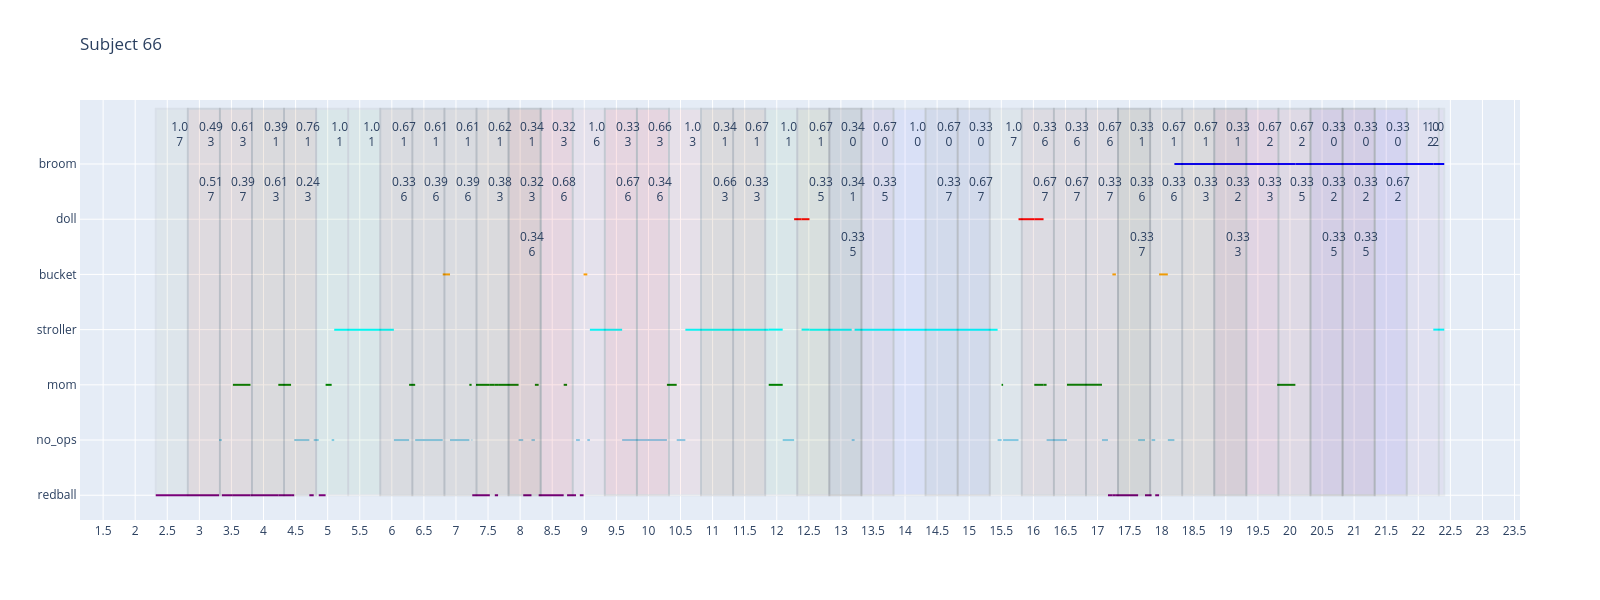 Subject 66
1.0 0.49 0.61 0.39 0.76 1.0 1.0 0.67 0.61 0.61 0.62 0.34 0.32 1.0 0.33 0.66 1.0 0.34 0.67 1.0 0.67 0.34 0.67 1.0 0.67 0.33 1.0 0.33 0.33 0.67 0.33 0.67 0.67 0.33 0.67 0.67 0.33 0.33 0.33
7 3 3 1 1 1 1 1 1 1 1 1 3 6 3 3 3 1 1 1 1 0 0 0 0 0 7 6 6 6 1 1 1 1 2 2 0 0 0
broom
0.51 0.39 0.61 0.24 0.33 0.39 0.39 0.38 0.32 0.68 0.67 0.34 0.66 0.33 0.33 0.34 0.33 0.33 0.67 0.67 0.67 0.33 0.33 0.33 0.33 0.33 0.33 0.33 0.33 0.33 0.67
7 7 3 3 6 6 6 3 3 6 6 6 3 3 5 1 5 7 7 7 7 7 6 6 3 2 3 5 2 2 2
doll
0.34 0.33 0.33 0.33 0.33 0.33
6 5 7 3 5 5
bucket
stroller
mom
no_ops
redball
1.5 2 2.5 3 3.5 4 4.5 5 5.5 6 6.5 7 7.5 8 8.5 9 9.5 10 10.5 11 11.5 12 12.5 13 13.5 14 14.5 15 15.5 16 16.5 17 17.5 18 18.5 19 19.5 20 20.5 21 21.5 22 22.5 23 23.5